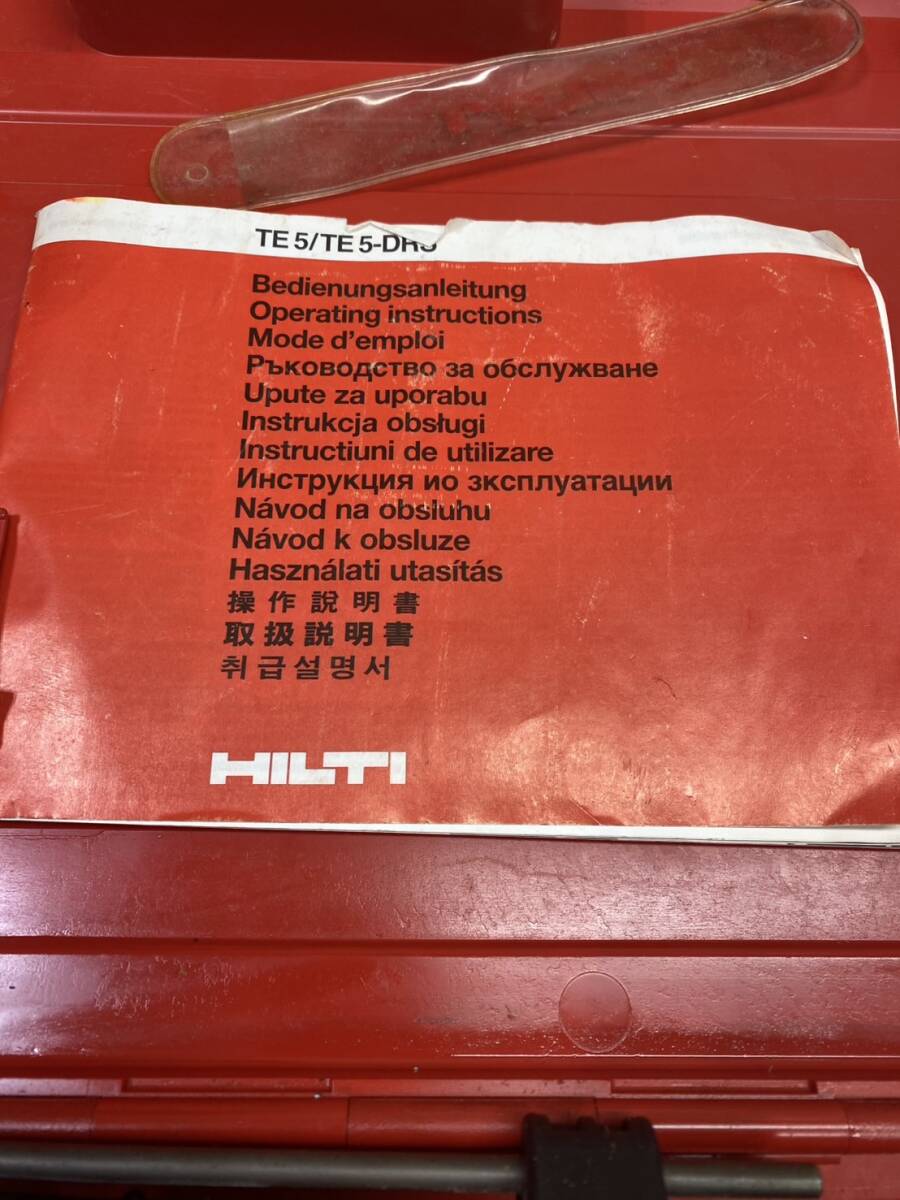 TE 5/TE 5-DRS
Bedienungsanleitung
Operating instructions
Mode d'emploi
Ръководство за обслужване
Upute za uporabu
Instrukcja obsługi
Instructiuni de utilizare
Инструкция ио зксплуатации
Návod na obsluhu
Návod k obsluze
Használati utasítás
操作說明書
取扱説明書
취급설명서
HILTI